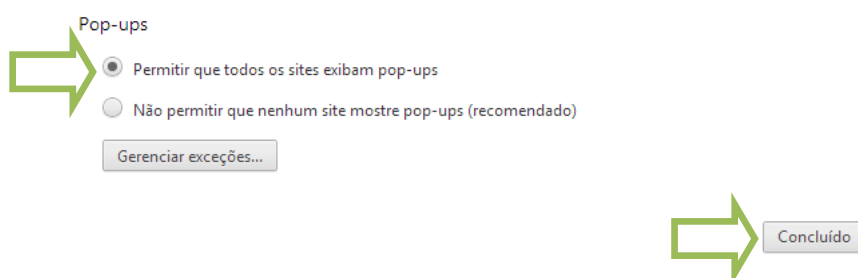 Pop-ups
Permitir que todos os sites exibam pop-ups
Não permitir que nenhum site mostre pop-ups (recomendado)
Gerenciar exceções...
Concluído